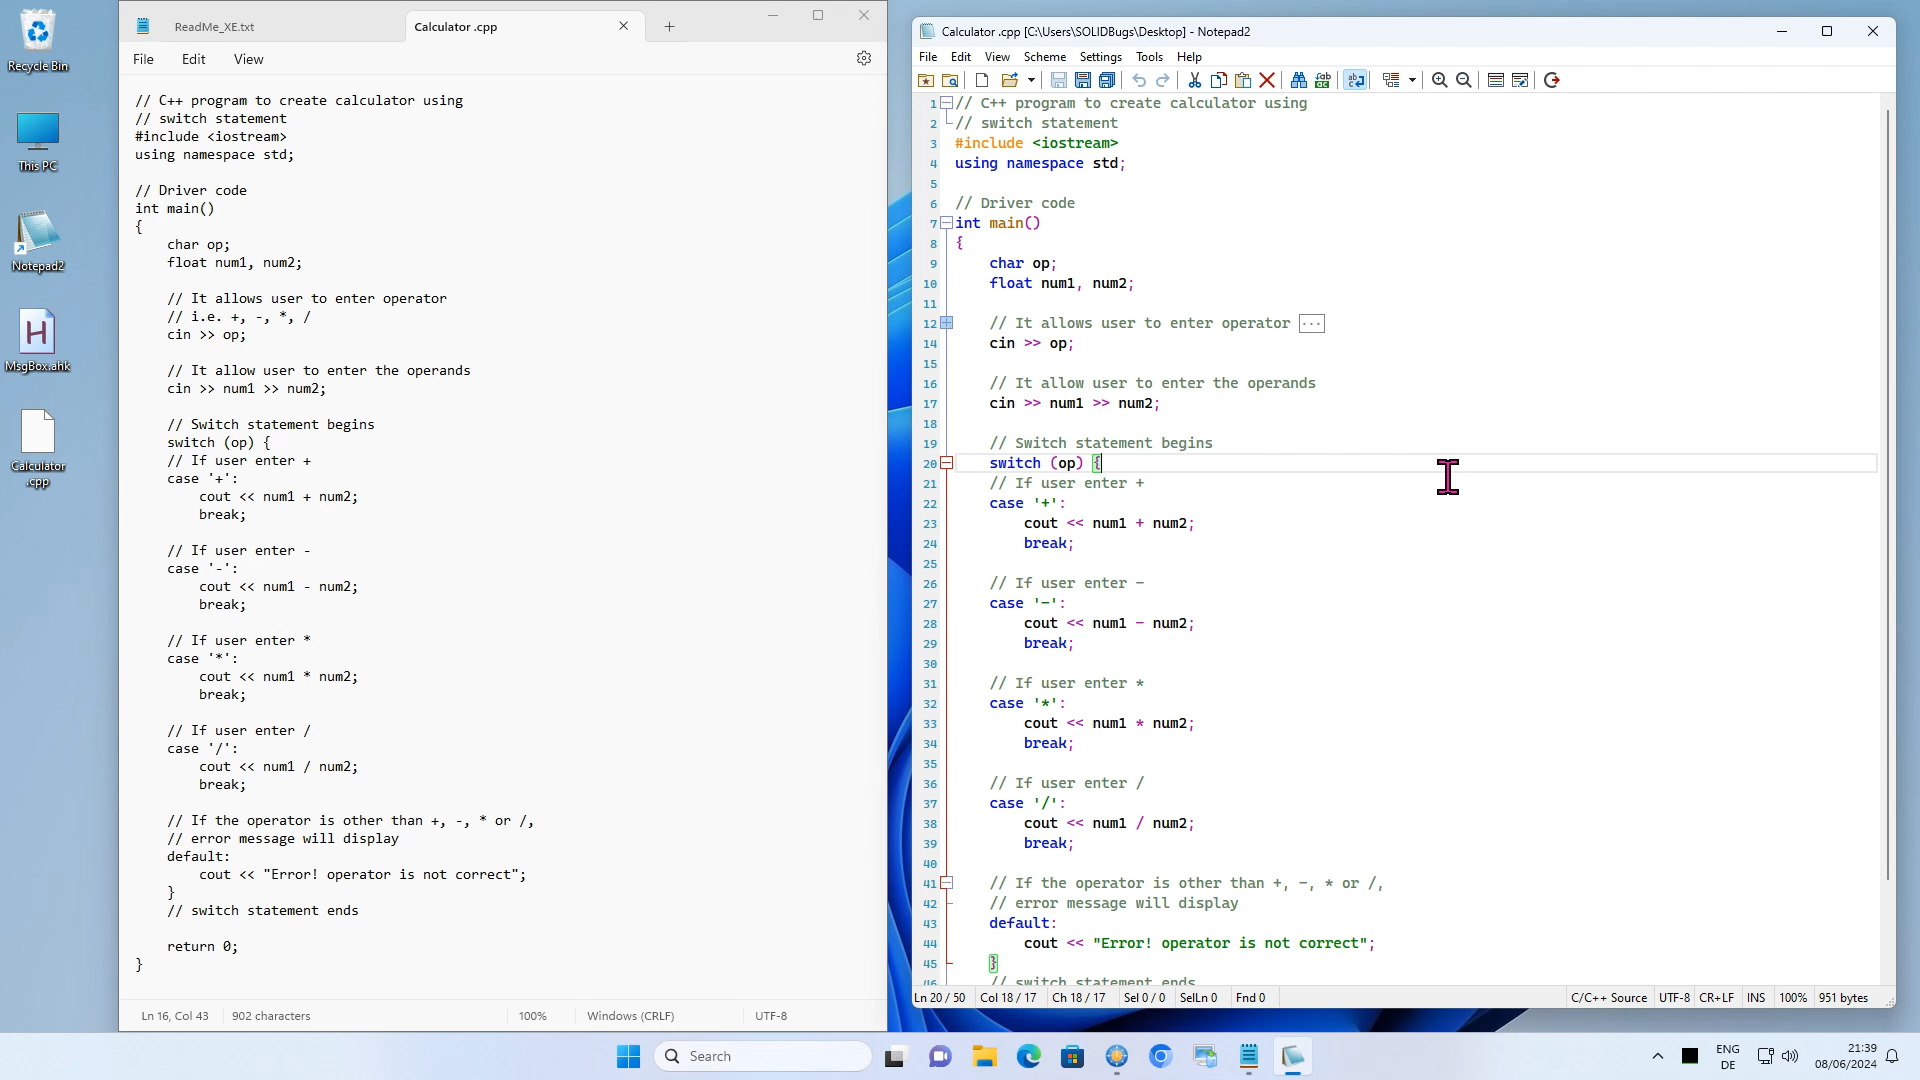 Recycle Bin
This PC
Notepad2
MsgBox.ahk
Calculator
.cpp
ReadMe_XE.txt
Calculator .cpp
File Edit View
// C++ program to create calculator using
// switch statement
#include <iostream>
using namespace std;
// Driver code
int main()
{
char op;
float num1, num2;
// It allows user to enter operator
// i.e. +, -, *, /
cin >> op;
// It allow user to enter the operands
cin >> num1 >> num2;
// Switch statement begins
switch (op) {
// If user enter +
case '+':
cout << num1 + num2;
break;
// If user enter -
case '-':
cout << num1 - num2;
break;
// If user enter *
case '*':
cout << num1 * num2;
break;
// If user enter /
case '/':
cout << num1 / num2;
break;
// If the operator is other than +, -, * or /,
// error message will display
default:
cout << "Error! operator is not correct";
}
// switch statement ends
return 0;
}
Ln 16, Col 43 902 characters 100% Windows (CRLF) UTF-8
Calculator .cpp [C:\Users\SOLIDBugs\Desktop] - Notepad2
File Edit View Scheme Settings Tools Help
1 // C++ program to create calculator using
2 // switch statement
3 #include <iostream>
4 using namespace std;
5
6 // Driver code
7 int main()
8 {
9 char op;
10 float num1, num2;
11
12 // It allows user to enter operator ...
14 cin >> op;
15
16 // It allow user to enter the operands
17 cin >> num1 >> num2;
18
19 // Switch statement begins
20 switch (op) {
21 // If user enter +
22 case '+':
23 cout << num1 + num2;
24 break;
25
26 // If user enter -
27 case '-':
28 cout << num1 - num2;
29 break;
30
31 // If user enter *
32 case '*':
33 cout << num1 * num2;
34 break;
35
36 // If user enter /
37 case '/':
38 cout << num1 / num2;
39 break;
40
41 // If the operator is other than +, -, * or /,
42 // error message will display
43 default:
44 cout << "Error! operator is not correct";
45 }
46 // switch statement ends
Ln 20 / 50 Col 18 / 17 Ch 18 / 17 Sel 0 / 0 SelLn 0 Fnd 0 C/C++ Source UTF-8 CR+LF INS 100% 951 bytes
Search
ENG
DE
21:39
08/06/2024